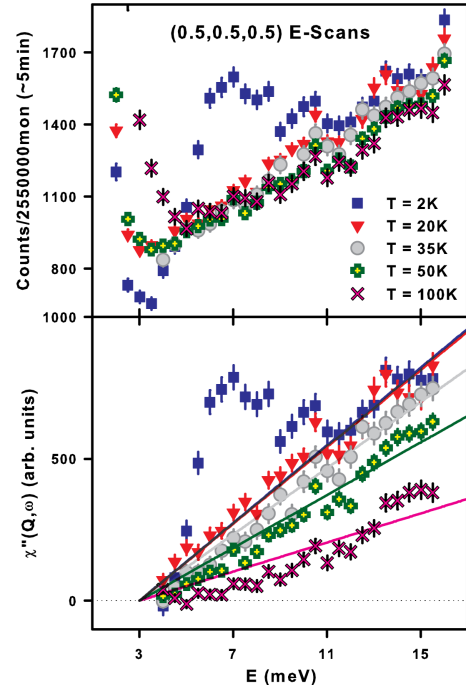 (0.5,0.5,0.5) E-Scans
Counts/2550000mon (~5min)
1700
1400
1100
800
T = 2K
T = 20K
T = 35K
T = 50K
T = 100K
1000
500
0
χ"(Q,ω) (arb. units)
3 7 11 15
E (meV)